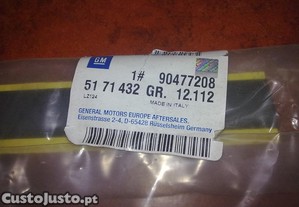 GM
1# 90477208
51 71 432 GR. 12.112
LZ124 MADE IN ITALY
GENERAL MOTORS EUROPE AFTERSALES.
Eisenstrasse 2-4, D-65428 Rüsselsheim Germany
CustoJusto.pt